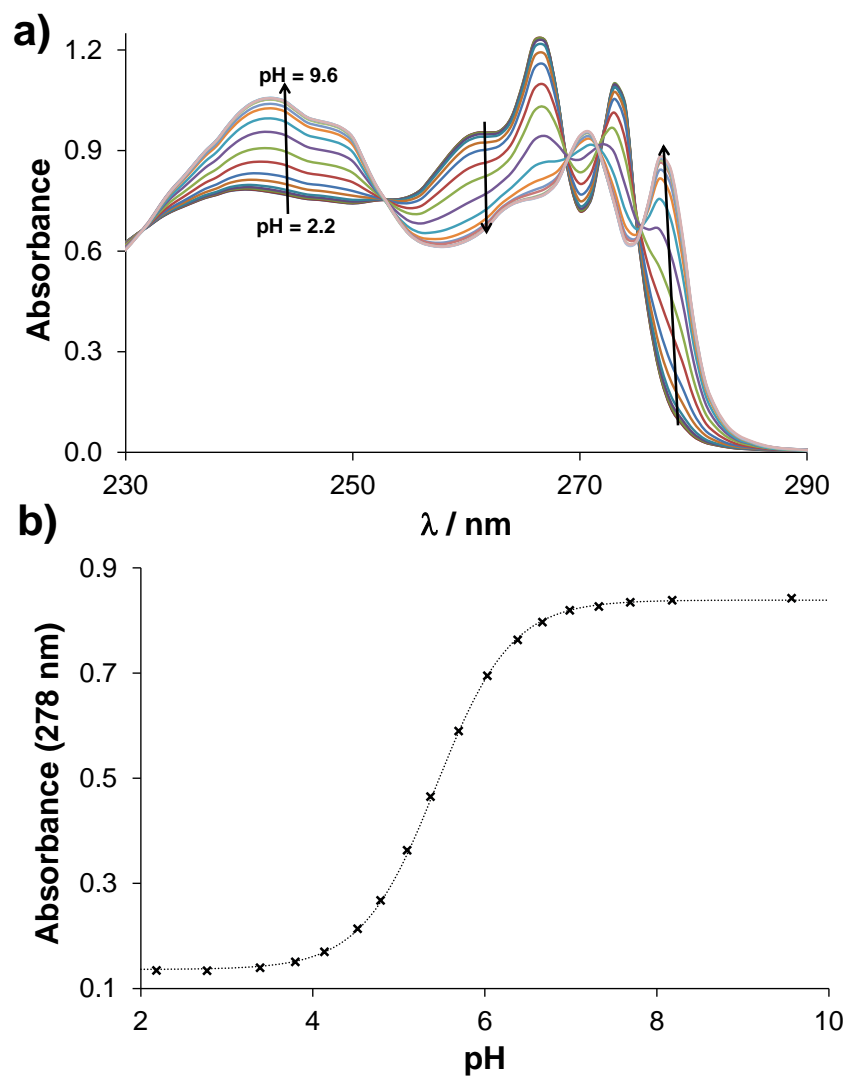 a)
1.2
0.9
0.6
0.3
0.0
Absorbance
pH = 9.6
pH = 2.2
230
250
270
290
λ / nm
b)
0.9
0.7
0.5
0.3
0.1
Absorbance (278 nm)
2
4
6
8
10
pH